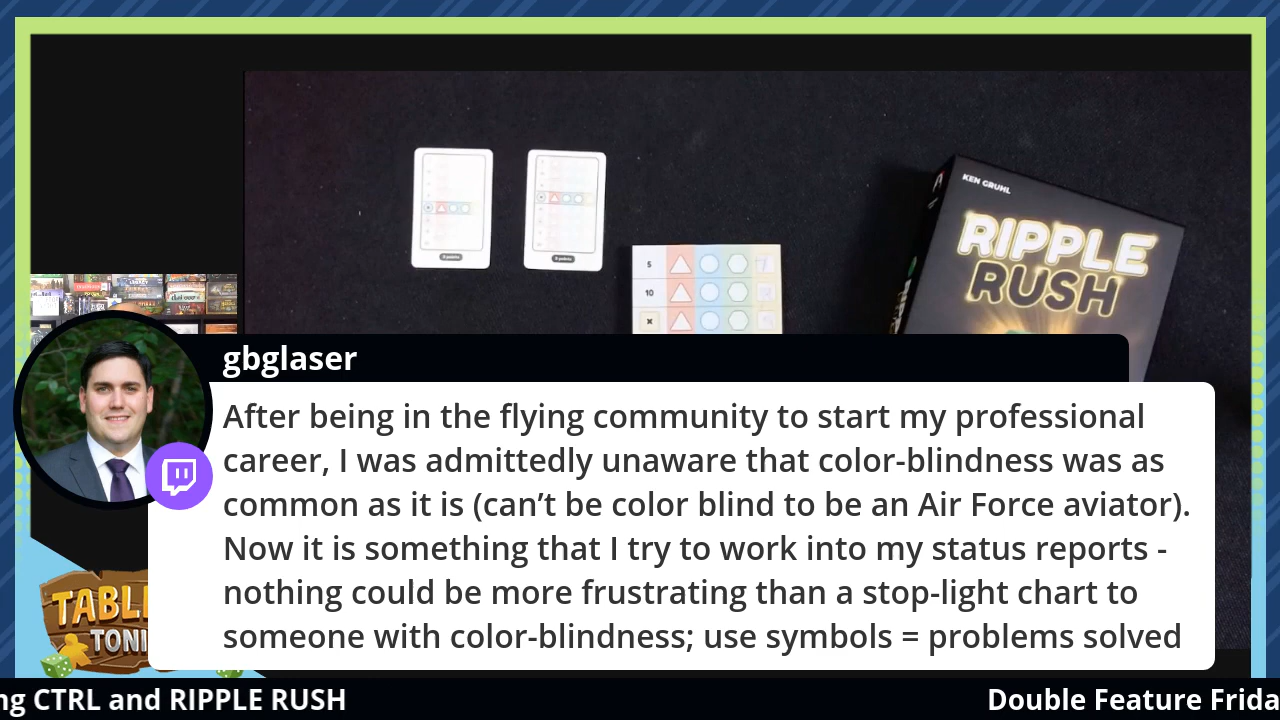 KEN GRUHL
RIPPLE
RUSH
5
10
gbglaser
After being in the flying community to start my professional
career, I was admittedly unaware that color-blindness was as
common as it is (can’t be color blind to be an Air Force aviator).
Now it is something that I try to work into my status reports -
nothing could be more frustrating than a stop-light chart to
someone with color-blindness; use symbols = problems solved
TABL
TONI
ng CTRL and RIPPLE RUSH
Double Feature Frida